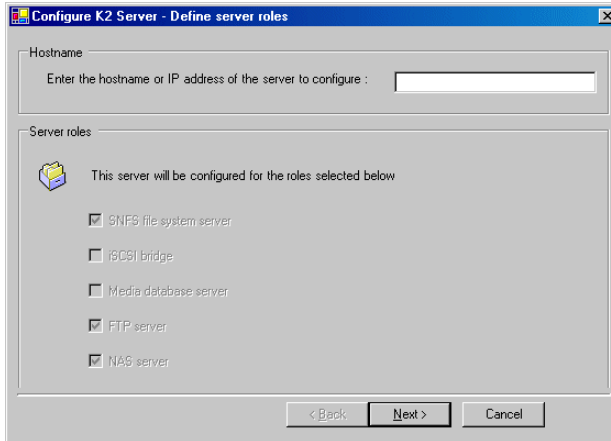 Configure K2 Server - Define server roles
Hostname
Enter the hostname or IP address of the server to configure :
Server roles
This server will be configured for the roles selected below
SNFS file system server
iSCSI bridge
Media database server
FTP server
NAS server
< Back
Next >
Cancel